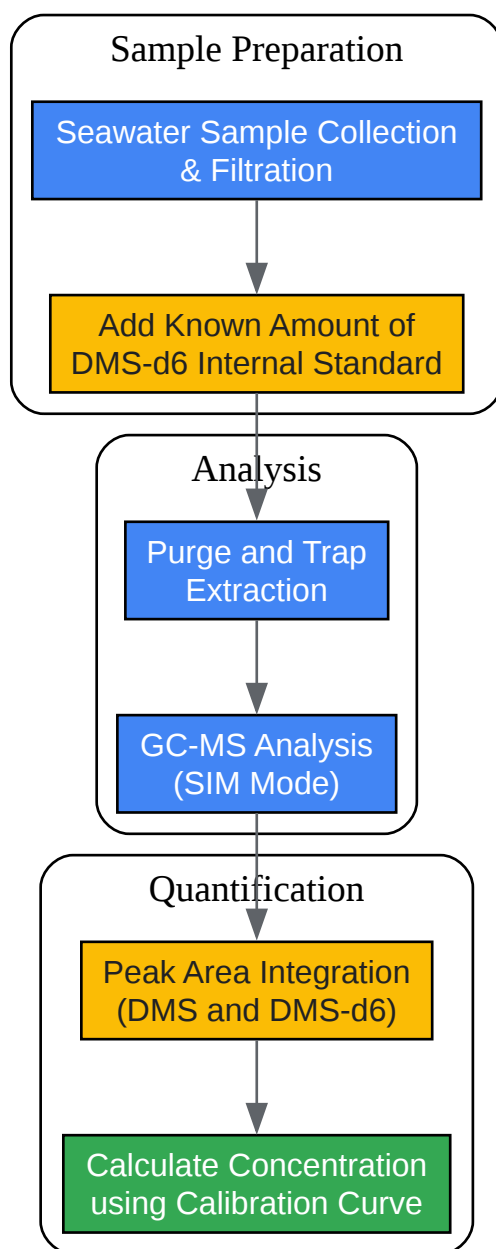 Sample Preparation
Seawater Sample Collection
& Filtration
Add Known Amount of
DMS-d6 Internal Standard
Analysis
Purge and Trap
Extraction
GC-MS Analysis
(SIM Mode)
Quantification
Peak Area Integration
(DMS and DMS-d6)
Calculate Concentration
using Calibration Curve